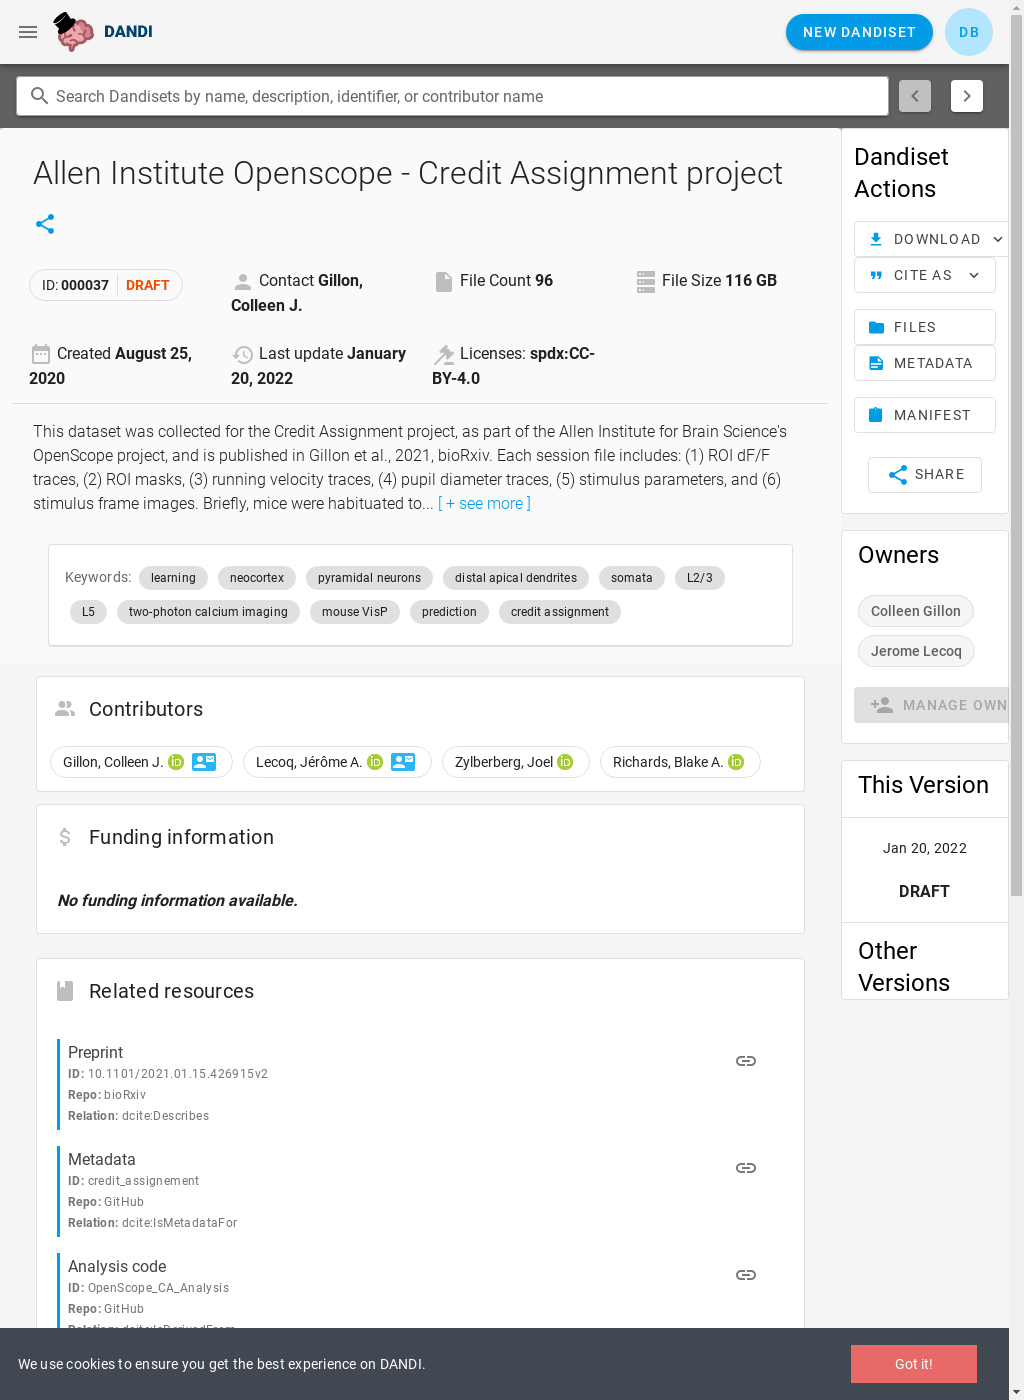 DANDI
NEW DANDISET
DB
Search Dandisets by name, description, identifier, or contributor name
Allen Institute Openscope - Credit Assignment project
ID: 000037 DRAFT
Contact Gillon,
Colleen J.
File Count 96
File Size 116 GB
Created August 25,
2020
Last update January
20, 2022
Licenses: spdx:CC-
BY-4.0
This dataset was collected for the Credit Assignment project, as part of the Allen Institute for Brain Science's
OpenScope project, and is published in Gillon et al., 2021, bioRxiv. Each session file includes: (1) ROI dF/F
traces, (2) ROI masks, (3) running velocity traces, (4) pupil diameter traces, (5) stimulus parameters, and (6)
stimulus frame images. Briefly, mice were habituated to... [ + see more ]
Keywords: learning neocortex pyramidal neurons distal apical dendrites somata L2/3
L5 two-photon calcium imaging mouse VisP prediction credit assignment
Contributors
Gillon, Colleen J. iD Lecoq, Jérôme A. iD Zylberberg, Joel iD Richards, Blake A. iD
Funding information
No funding information available.
Related resources
Preprint
ID: 10.1101/2021.01.15.426915v2
Repo: bioRxiv
Relation: dcite:Describes
Metadata
ID: credit_assignement
Repo: GitHub
Relation: dcite:IsMetadataFor
Analysis code
ID: OpenScope_CA_Analysis
Repo: GitHub
Relation: dcite:IsDerivedFrom
Dandiset
Actions
DOWNLOAD
CITE AS
FILES
METADATA
MANIFEST
SHARE
Owners
Colleen Gillon
Jerome Lecoq
MANAGE OWN
This Version
Jan 20, 2022
DRAFT
Other
Versions
We use cookies to ensure you get the best experience on DANDI.
Got it!